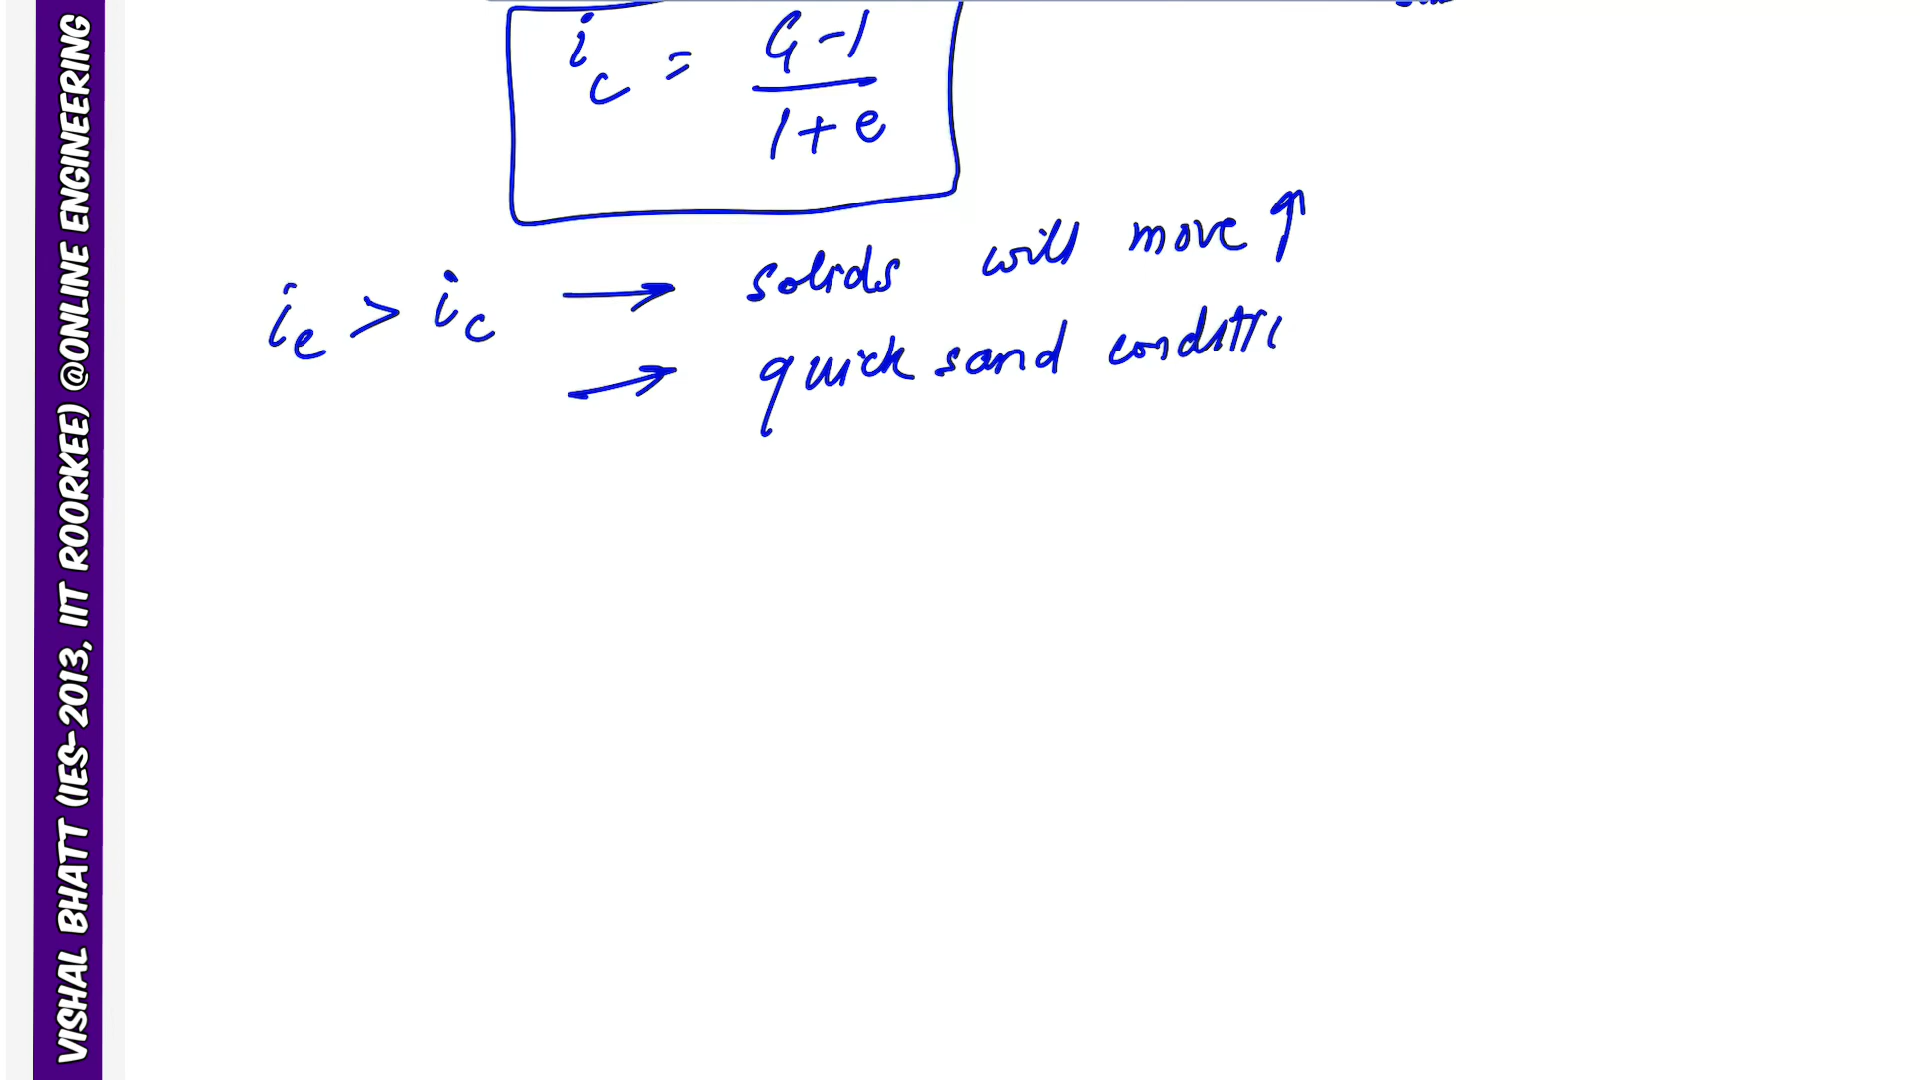 i_c = (G-1)/(1+e)
i_e > i_c → solids will move ↑
→ quick sand conditi
VISHAL BHATT (IES-2013, IIT ROORKEE) @ONLINE ENGINEERING